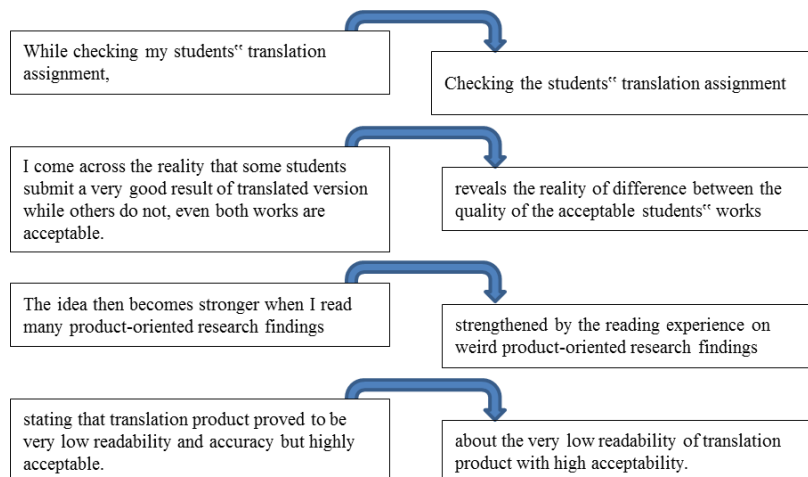 While checking my students‟ translation
assignment,
Checking the students‟ translation assignment
I come across the reality that some students
submit a very good result of translated version
while others do not, even both works are
acceptable.
reveals the reality of difference between the
quality of the acceptable students‟ works
The idea then becomes stronger when I read
many product-oriented research findings
strengthened by the reading experience on
weird product-oriented research findings
stating that translation product proved to be
very low readability and accuracy but highly
acceptable.
about the very low readability of translation
product with high acceptability.